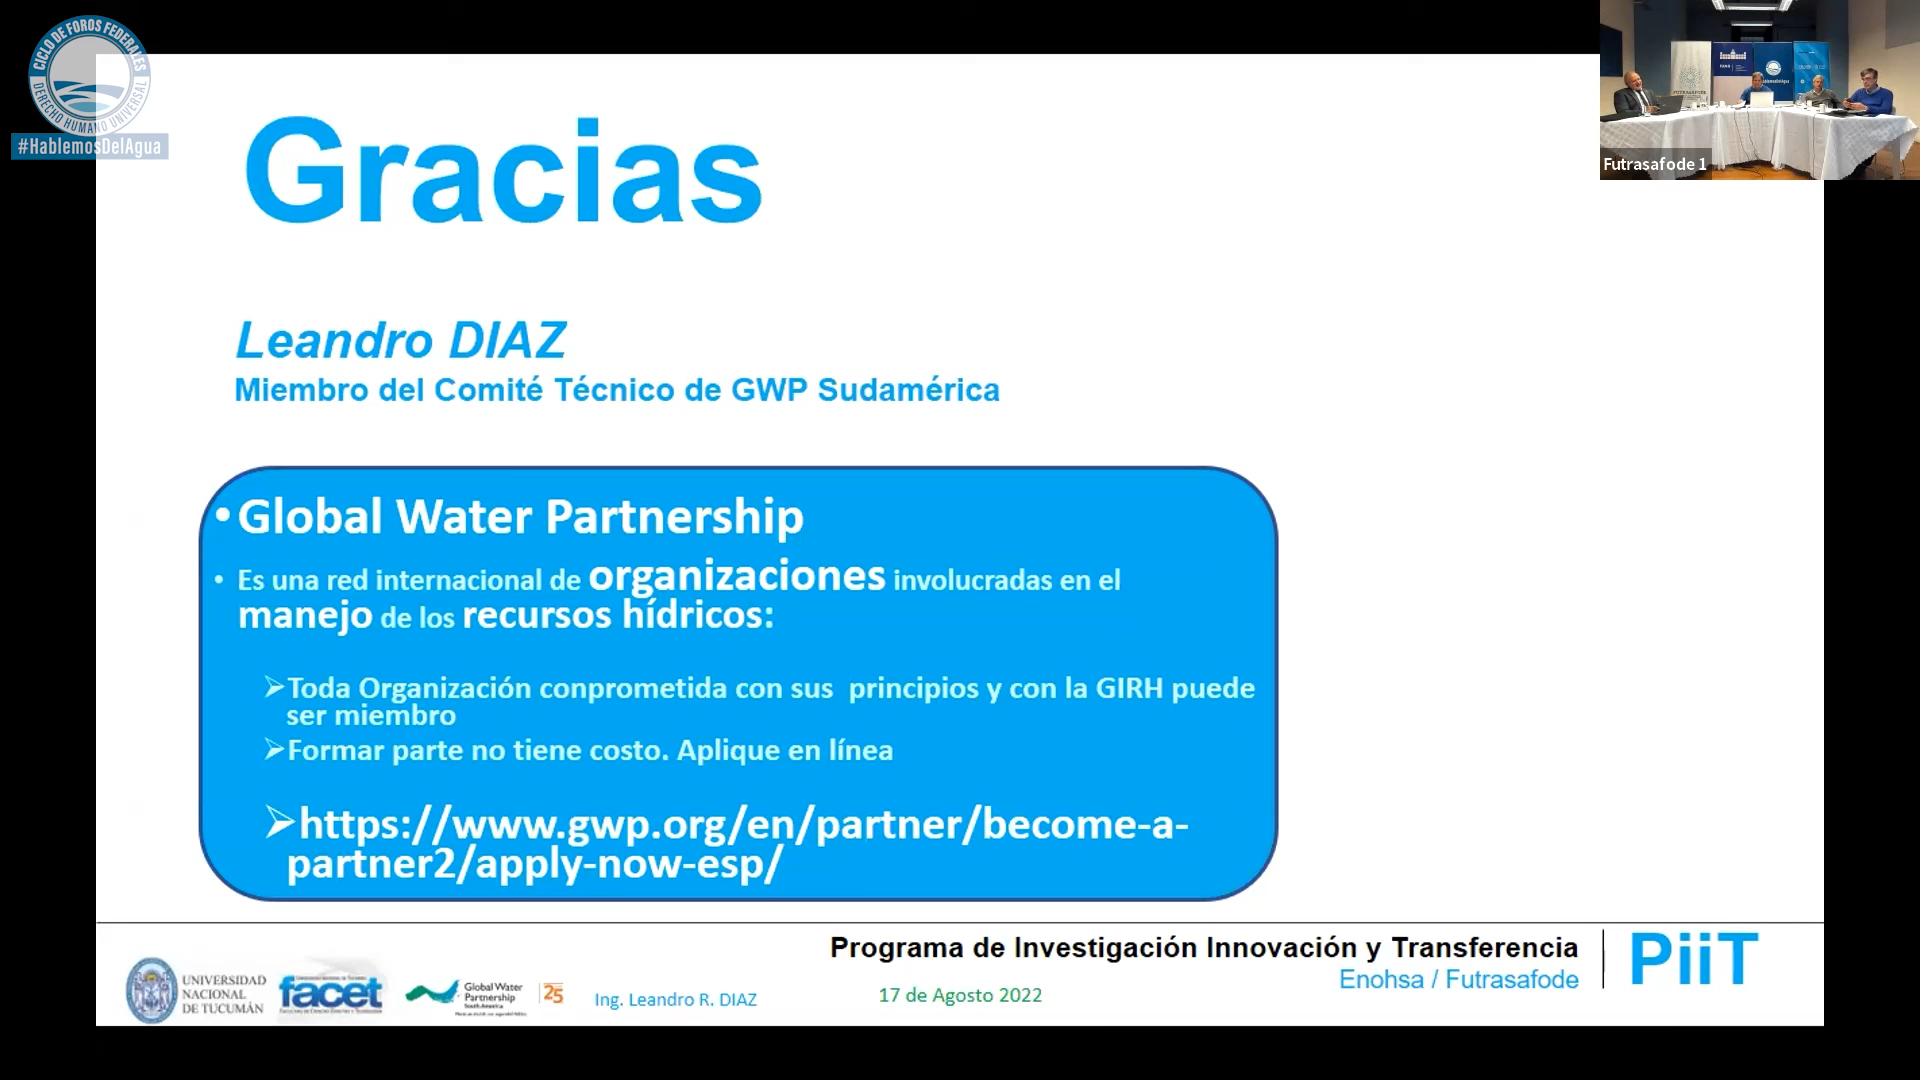 CICLO DE FOROS FEDERALES
DERECHO HUMANO UNIVERSAL
#HablemosDelAgua
Gracias
Leandro DIAZ
Miembro del Comité Técnico de GWP Sudamérica
•Global Water Partnership
• Es una red internacional de organizaciones involucradas en el
manejo de los recursos hídricos:
➢Toda Organización conprometida con sus principios y con la GIRH puede
ser miembro
➢Formar parte no tiene costo. Aplique en línea
➢https://www.gwp.org/en/partner/become-a-
partner2/apply-now-esp/
FUTRASAFODE
Futrasafode 1
UNIVERSIDAD
NACIONAL
DE TUCUMÁN
facet
Global Water
Partnership
South America
25
Ing. Leandro R. DIAZ
17 de Agosto 2022
Programa de Investigación Innovación y Transferencia
Enohsa / Futrasafode
PiiT